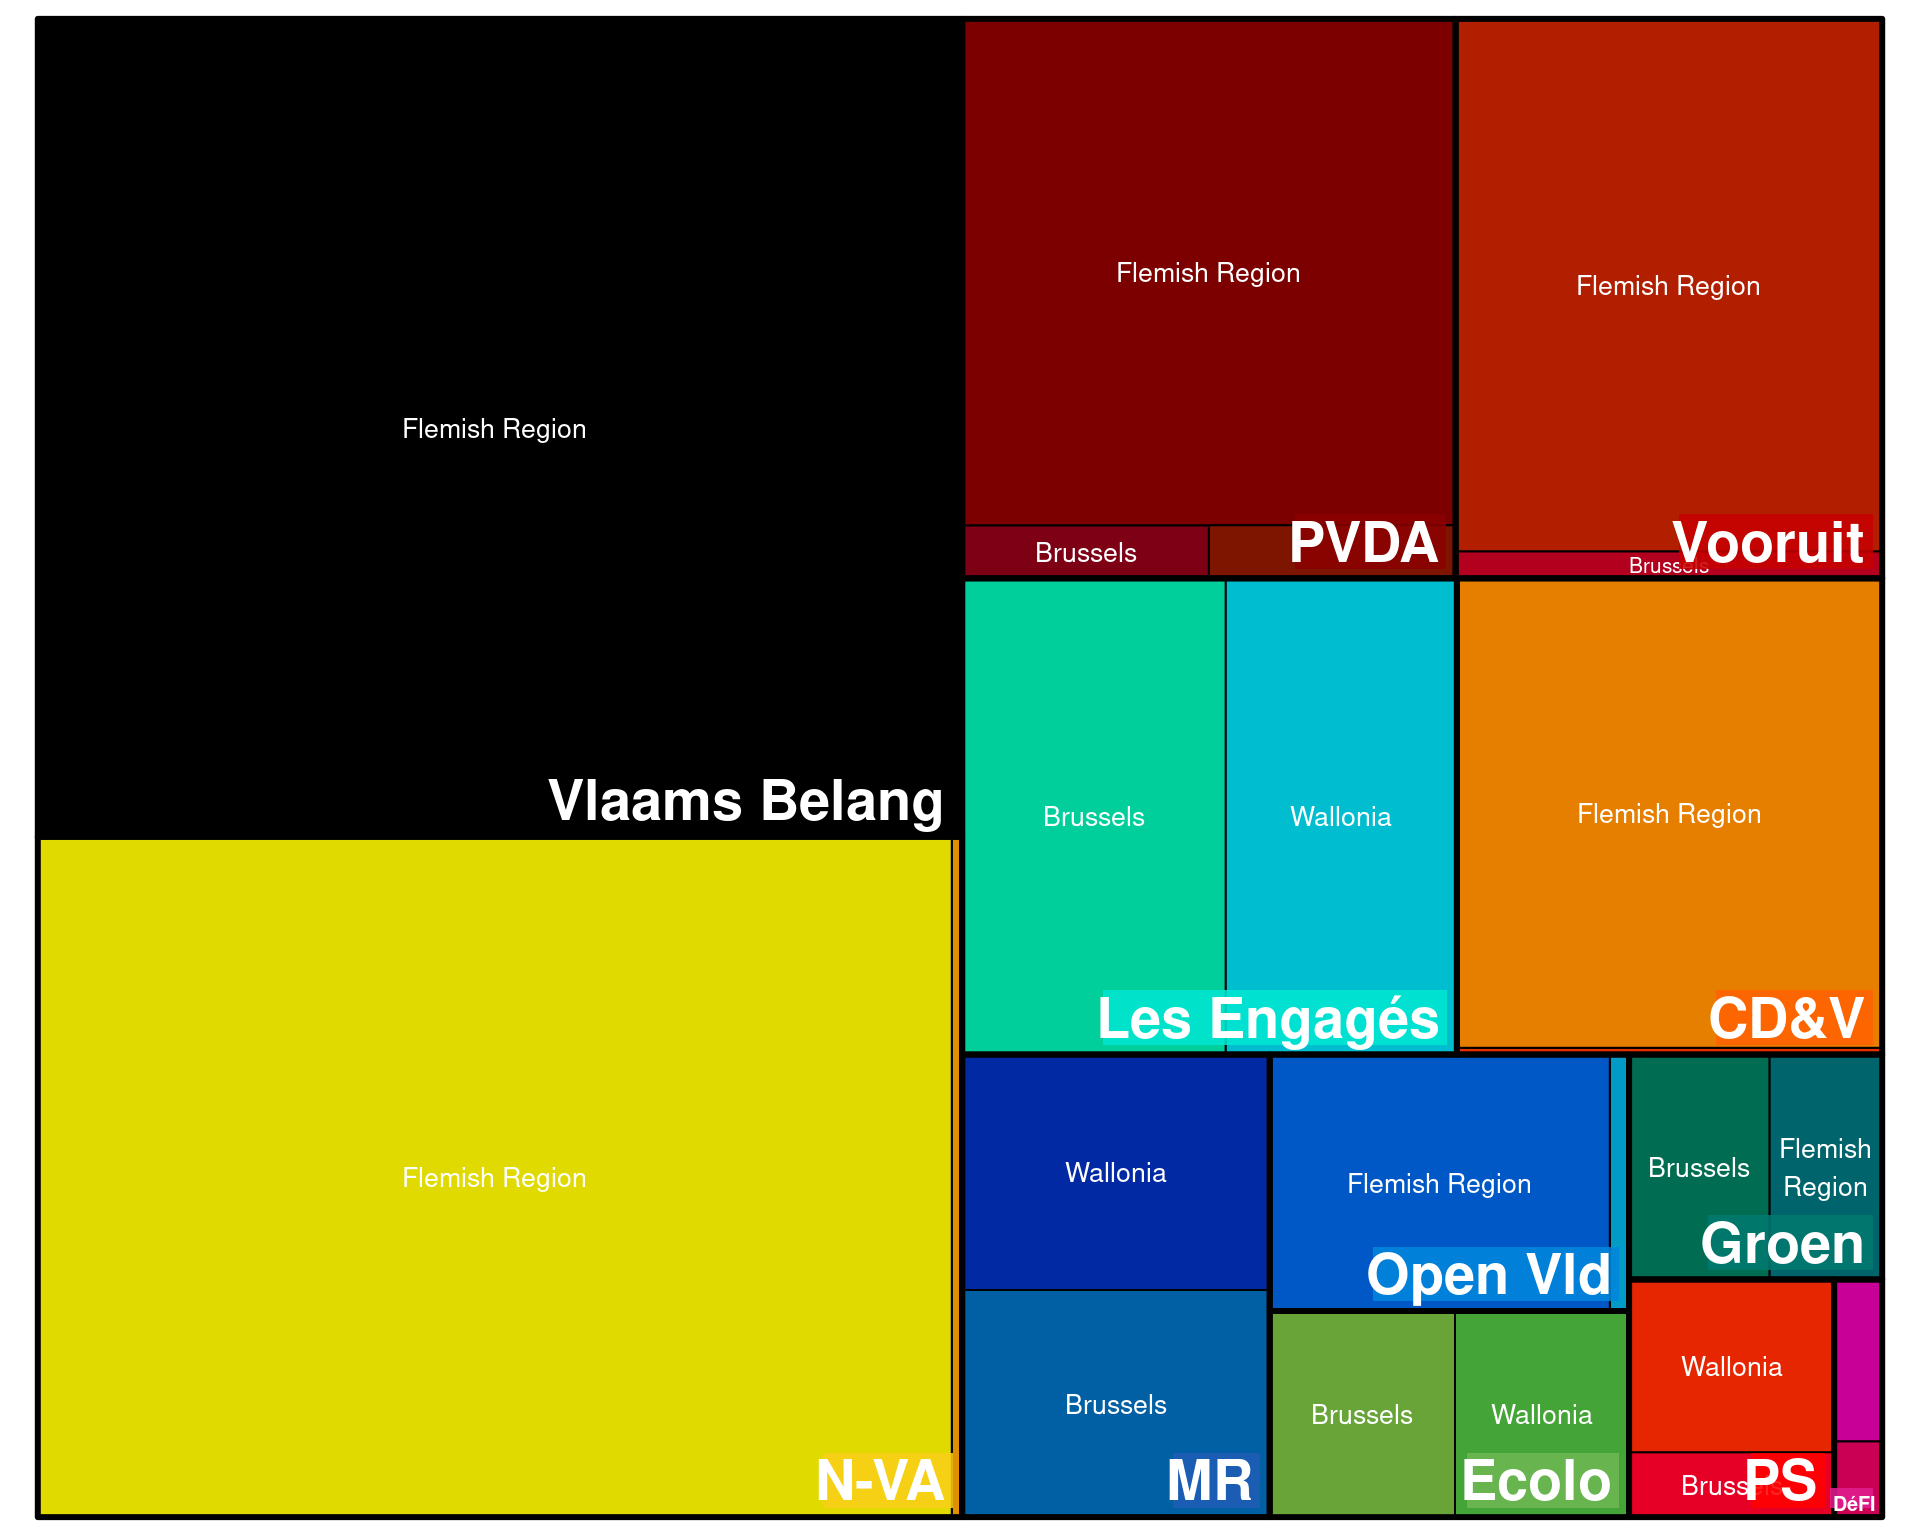 Flemish Region
Vlaams Belang
Flemish Region
N-VA
Flemish Region
Brussels
PVDA
Flemish Region
Brussels
Vooruit
Brussels
Wallonia
Les Engagés
Flemish Region
CD&V
Wallonia
Brussels
MR
Flemish Region
Open Vld
Brussels
Wallonia
Ecolo
Brussels
Flemish
Region
Groen
Wallonia
Brussels
PS
DéFI